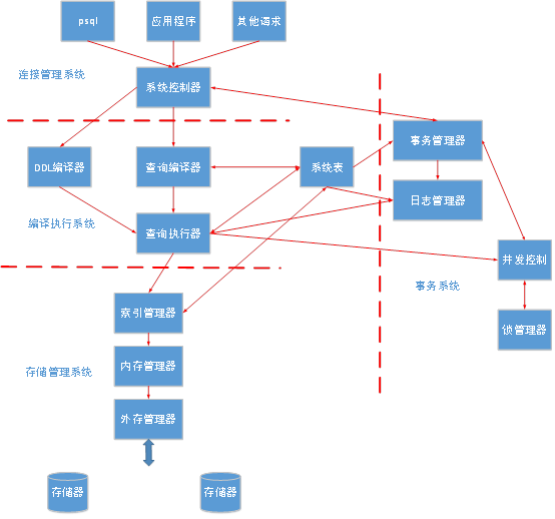 psql
应用程序
其他请求
连接管理系统
系统控制器
事务管理器
DDL编译器
查询编译器
系统表
日志管理器
编译执行系统
查询执行器
并发控制
事务系统
索引管理器
锁管理器
存储管理系统
内存管理器
外存管理器
存储器
存储器